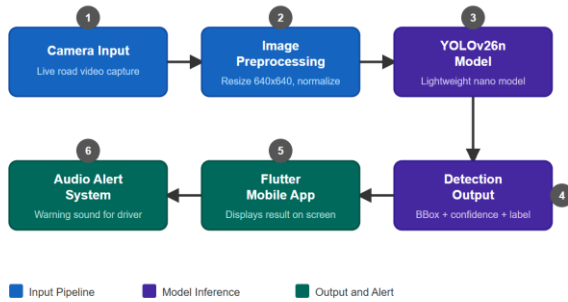 1
Camera Input
Live road video capture
2
Image
Preprocessing
Resize 640x640, normalize
3
YOLOv26n
Model
Lightweight nano model
4
Detection
Output
BBox + confidence + label
5
Flutter
Mobile App
Displays result on screen
6
Audio Alert
System
Warning sound for driver
Input Pipeline
Model Inference
Output and Alert